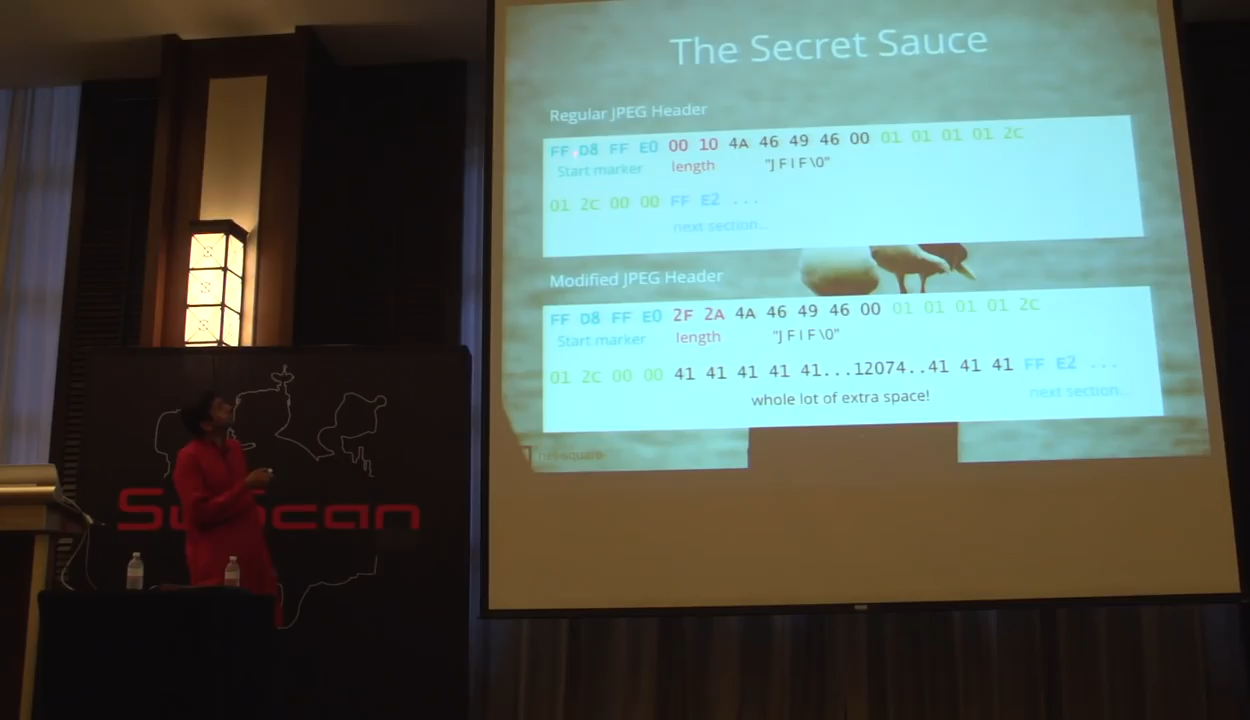 The Secret Sauce
Regular JPEG Header
FF D8 FF E0 00 10 4A 46 49 46 00 01 01 01 01 2C
Start marker length "J F I F \0"
01 2C 00 00 FF E2 ...
next section...
Modified JPEG Header
FF D8 FF E0 2F 2A 4A 46 49 46 00 01 01 01 01 2C
Start marker length "J F I F \0"
01 2C 00 00 41 41 41 41 41...12074..41 41 41 FF E2 ...
whole lot of extra space! next section...
net-square
SyScan